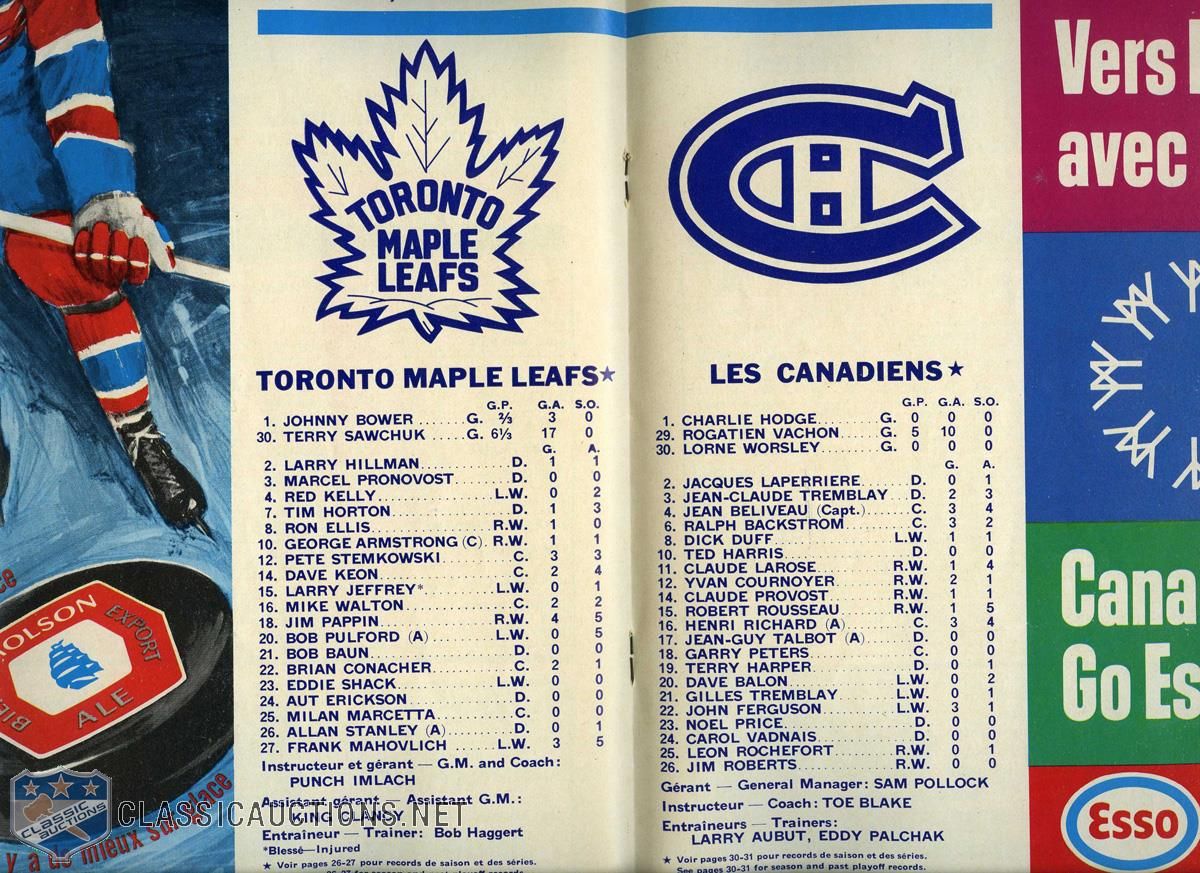 TORONTO
MAPLE
LEAFS
TORONTO MAPLE LEAFS★
G.P. G.A. S.O.
1. JOHNNY BOWER G. ⅔ 3 0
30. TERRY SAWCHUK G. 6⅓ 17 0
G. A.
2. LARRY HILLMAN D. 1 1
3. MARCEL PRONOVOST D. 0 0
4. RED KELLY L.W. 0 2
7. TIM HORTON D. 1 3
8. RON ELLIS R.W. 1 0
10. GEORGE ARMSTRONG (C). R.W. 1 1
12. PETE STEMKOWSKI C. 3 3
14. DAVE KEON C. 2 4
15. LARRY JEFFREY* L.W. 0 1
16. MIKE WALTON C. 2 2
18. JIM PAPPIN R.W. 4 5
20. BOB PULFORD (A) L.W. 0 5
21. BOB BAUN D. 0 0
22. BRIAN CONACHER C. 2 1
23. EDDIE SHACK L.W. 0 0
24. AUT ERICKSON D. 0 0
25. MILAN MARCETTA C. 0 0
26. ALLAN STANLEY (A) D. 0 1
27. FRANK MAHOVLICH L.W. 3 5
Instructeur et gérant — G.M. and Coach:
PUNCH IMLACH
Assistant gérant — Assistant G.M.:
KING CLANSY
Entraîneur — Trainer: Bob Haggert
*Blessé—Injured
★ Voir pages 26-27 pour records de saison et des séries.
LES CANADIENS★
G.P. G.A. S.O.
1. CHARLIE HODGE G. 0 0 0
29. ROGATIEN VACHON G. 5 10 0
30. LORNE WORSLEY G. 0 0 0
G. A.
2. JACQUES LAPERRIERE D. 0 1
3. JEAN-CLAUDE TREMBLAY D. 2 3
4. JEAN BELIVEAU (Capt.) C. 3 4
6. RALPH BACKSTROM C. 3 2
8. DICK DUFF L.W. 1 1
10. TED HARRIS D. 0 0
11. CLAUDE LAROSE R.W. 1 4
12. YVAN COURNOYER R.W. 2 1
14. CLAUDE PROVOST R.W. 1 1
15. ROBERT ROUSSEAU R.W. 1 5
16. HENRI RICHARD (A) C. 3 4
17. JEAN-GUY TALBOT (A) D. 0 0
18. GARRY PETERS C. 0 0
19. TERRY HARPER D. 0 1
20. DAVE BALON L.W. 0 2
21. GILLES TREMBLAY L.W. 0 1
22. JOHN FERGUSON L.W. 3 1
23. NOEL PRICE D. 0 0
24. CAROL VADNAIS D. 0 0
25. LEON ROCHEFORT R.W. 0 1
26. JIM ROBERTS R.W. 0 0
Gérant — General Manager: SAM POLLOCK
Instructeur — Coach: TOE BLAKE
Entraîneurs — Trainers:
LARRY AUBUT, EDDY PALCHAK
★ Voir pages 30-31 pour records de saison et des séries.
See pages 30-31 for season and past playoff records.
Vers
avec
Cana
Go Es
Esso
OLSON
EXPORT
ALE
BIÈ
y a de mieux sur glace
CLASSIC
AUCTIONS
CLASSICAUCTIONS.NET